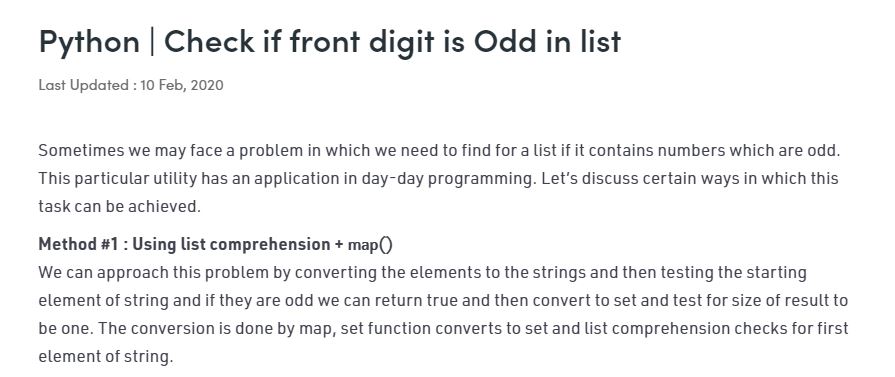 Python | Check if front digit is Odd in list
Last Updated : 10 Feb, 2020
Sometimes we may face a problem in which we need to find for a list if it contains numbers which are odd.
This particular utility has an application in day-day programming. Let's discuss certain ways in which this
task can be achieved.
Method #1 : Using list comprehension + map()
We can approach this problem by converting the elements to the strings and then testing the starting
element of string and if they are odd we can return true and then convert to set and test for size of result to
be one. The conversion is done by map, set function converts to set and list comprehension checks for first
element of string.